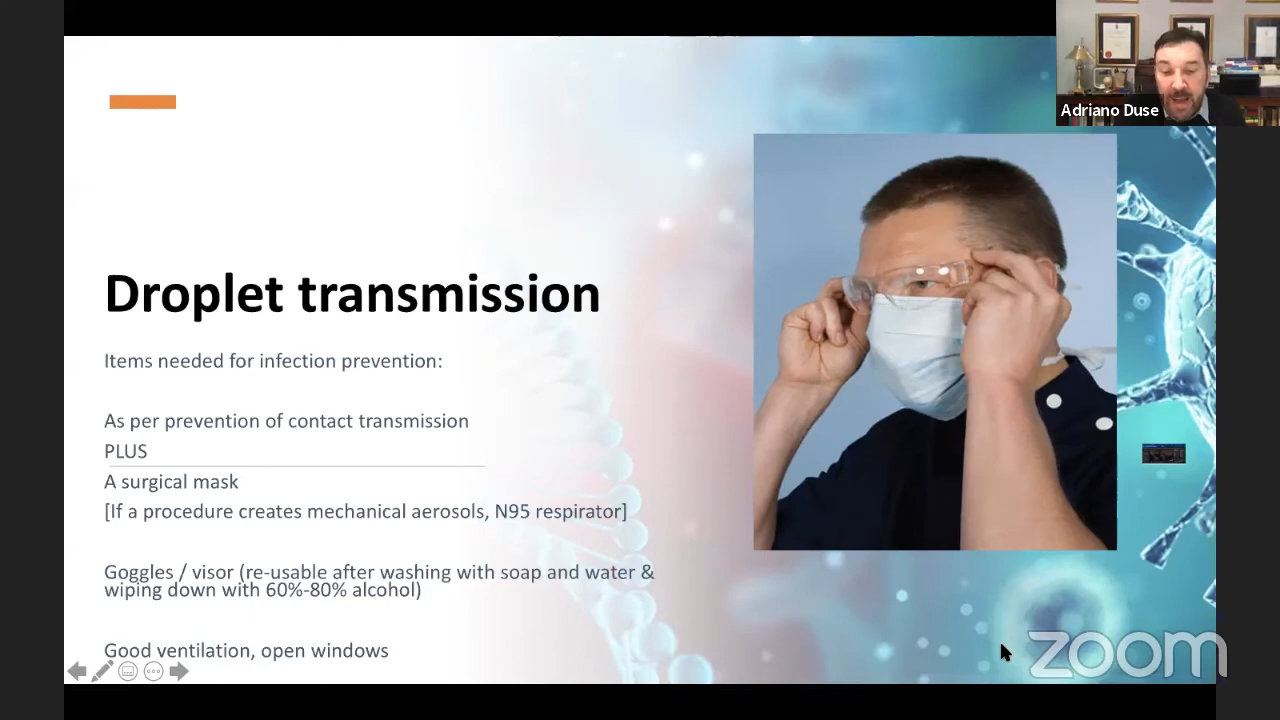 Adriano Duse
Droplet transmission
Items needed for infection prevention:
As per prevention of contact transmission
PLUS
A surgical mask
[If a procedure creates mechanical aerosols, N95 respirator]
Goggles / visor (re-usable after washing with soap and water &
wiping down with 60%-80% alcohol)
Good ventilation, open windows
zoom